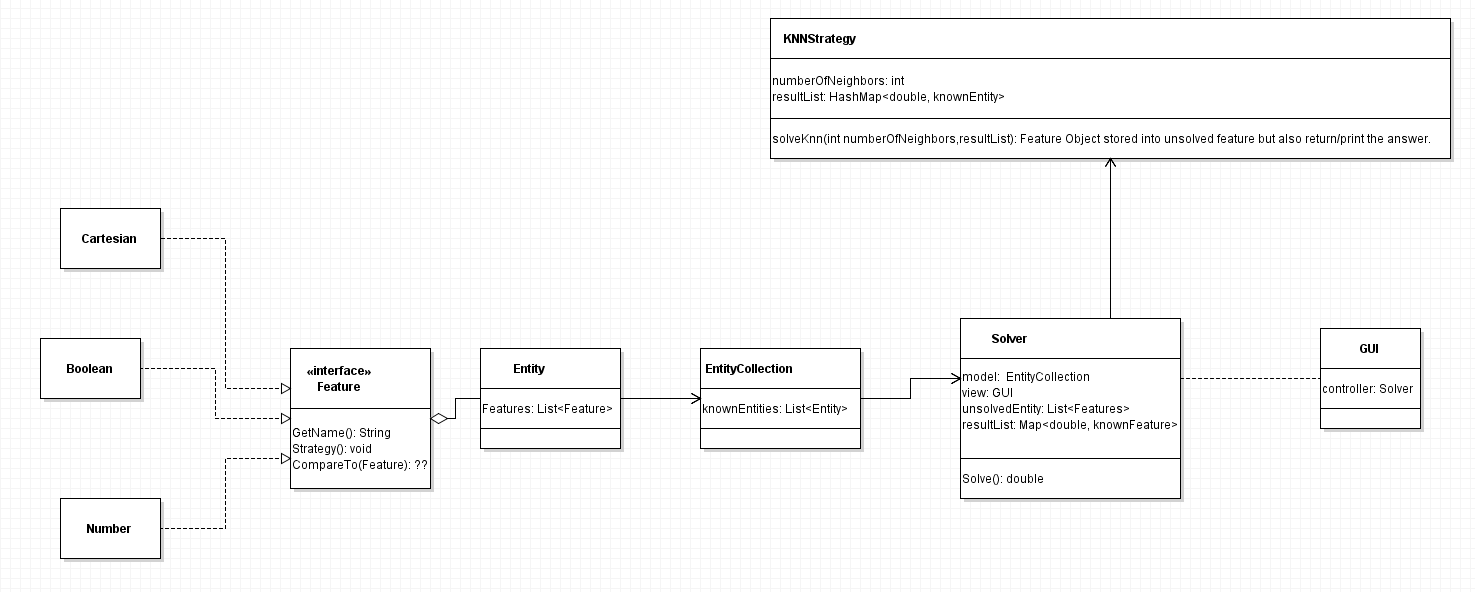 KNNStrategy
numberOfNeighbors: int
resultList: HashMap<double, knownEntity>
solveKnn(int numberOfNeighbors,resultList): Feature Object stored into unsolved feature but also return/print the answer.
Cartesian
Boolean
Number
«interface»
Feature
GetName(): String
Strategy(): void
CompareTo(Feature): ??
Entity
Features: List<Feature>
EntityCollection
knownEntities: List<Entity>
Solver
model:  EntityCollection
view: GUI
unsolvedEntity: List<Features>
resultList: Map<double, knownFeature>
Solve(): double
GUI
controller: Solver